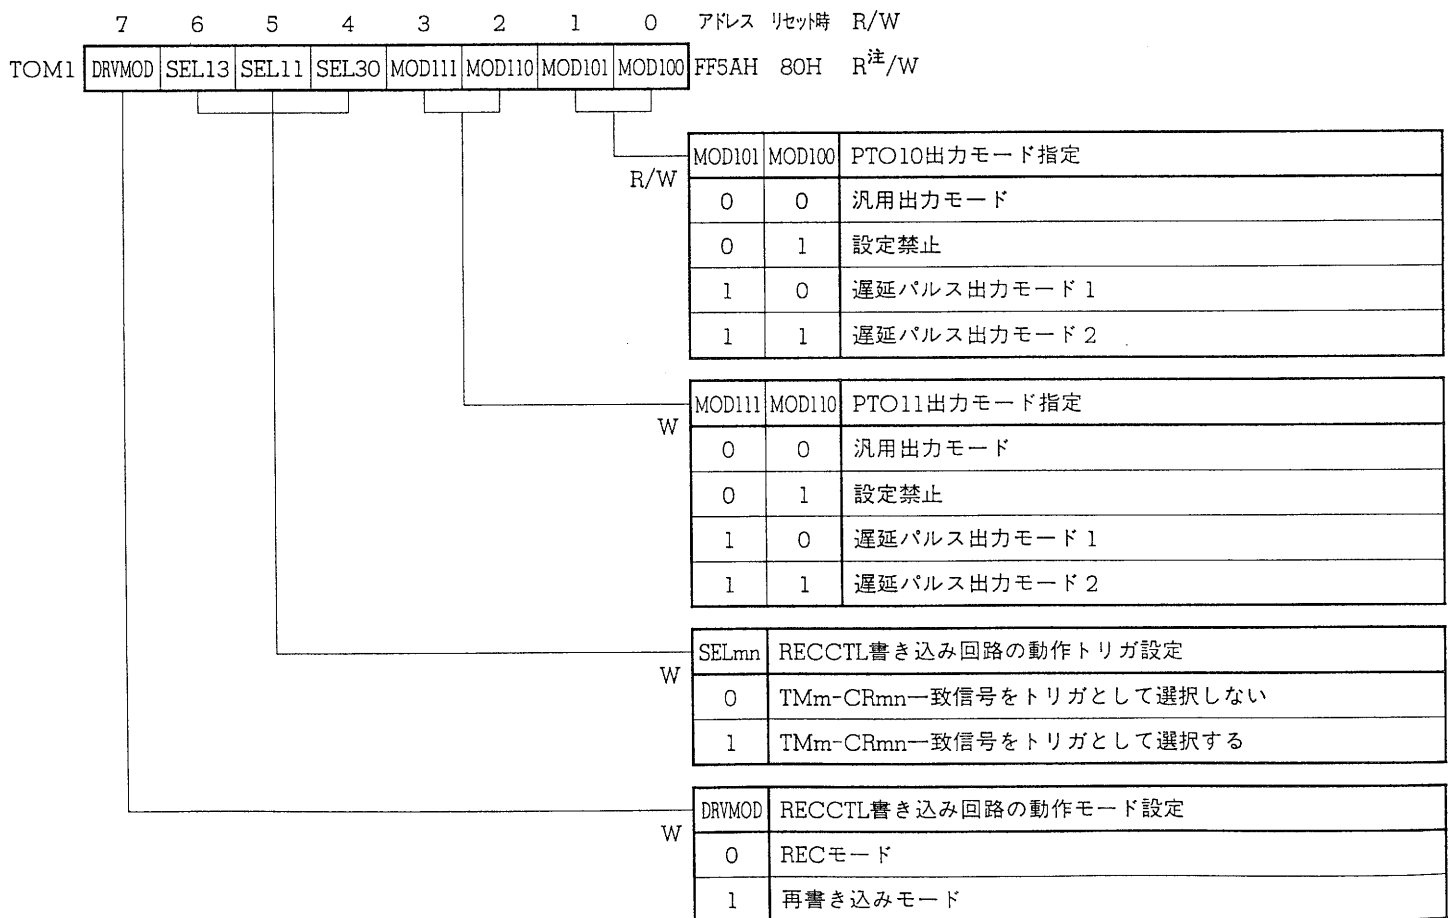 7 6 5 4 3 2 1 0 アドレス リセット時 R/W
TOM1 DRVMOD SEL13 SEL11 SEL30 MOD111 MOD110 MOD101 MOD100 FF5AH 80H R注/W
R/W
MOD101 MOD100 PTO10出力モード指定
0 0 汎用出力モード
0 1 設定禁止
1 0 遅延パルス出力モード1
1 1 遅延パルス出力モード2
W
MOD111 MOD110 PTO11出力モード指定
0 0 汎用出力モード
0 1 設定禁止
1 0 遅延パルス出力モード1
1 1 遅延パルス出力モード2
W
SELmn RECCTL書き込み回路の動作トリガ設定
0 TMm-CRmn一致信号をトリガとして選択しない
1 TMm-CRmn一致信号をトリガとして選択する
W
DRVMOD RECCTL書き込み回路の動作モード設定
0 RECモード
1 再書き込みモード